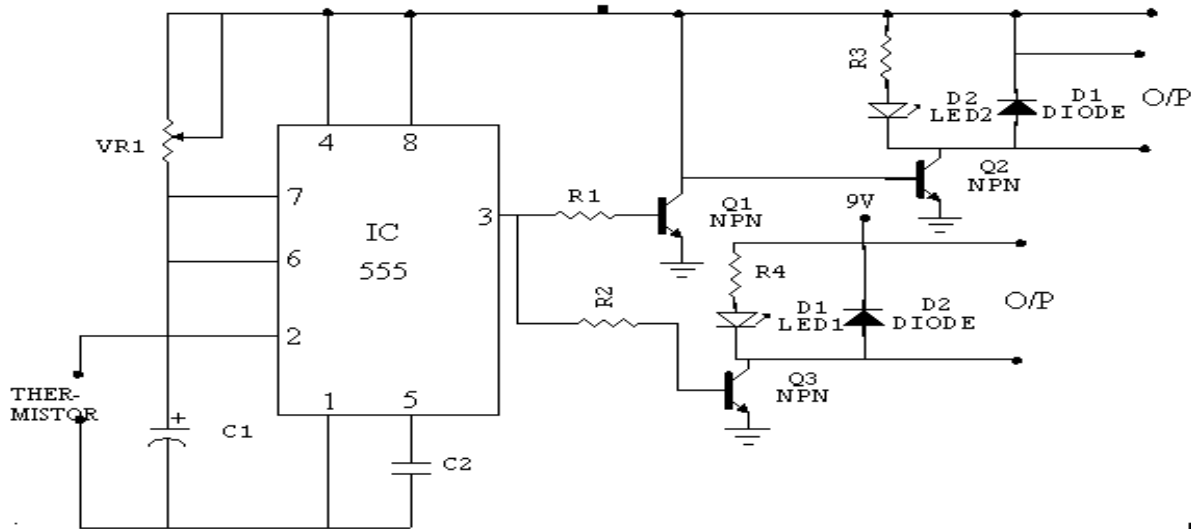 R3
D2
LED2
D1
DIODE
O/P
VR1
4
8
7
6
2
3
1
5
IC
555
R1
Q1
NPN
Q2
NPN
9V
R2
R4
D1
LED1
D2
DIODE
O/P
Q3
NPN
THER-
MISTOR
+
C1
C2